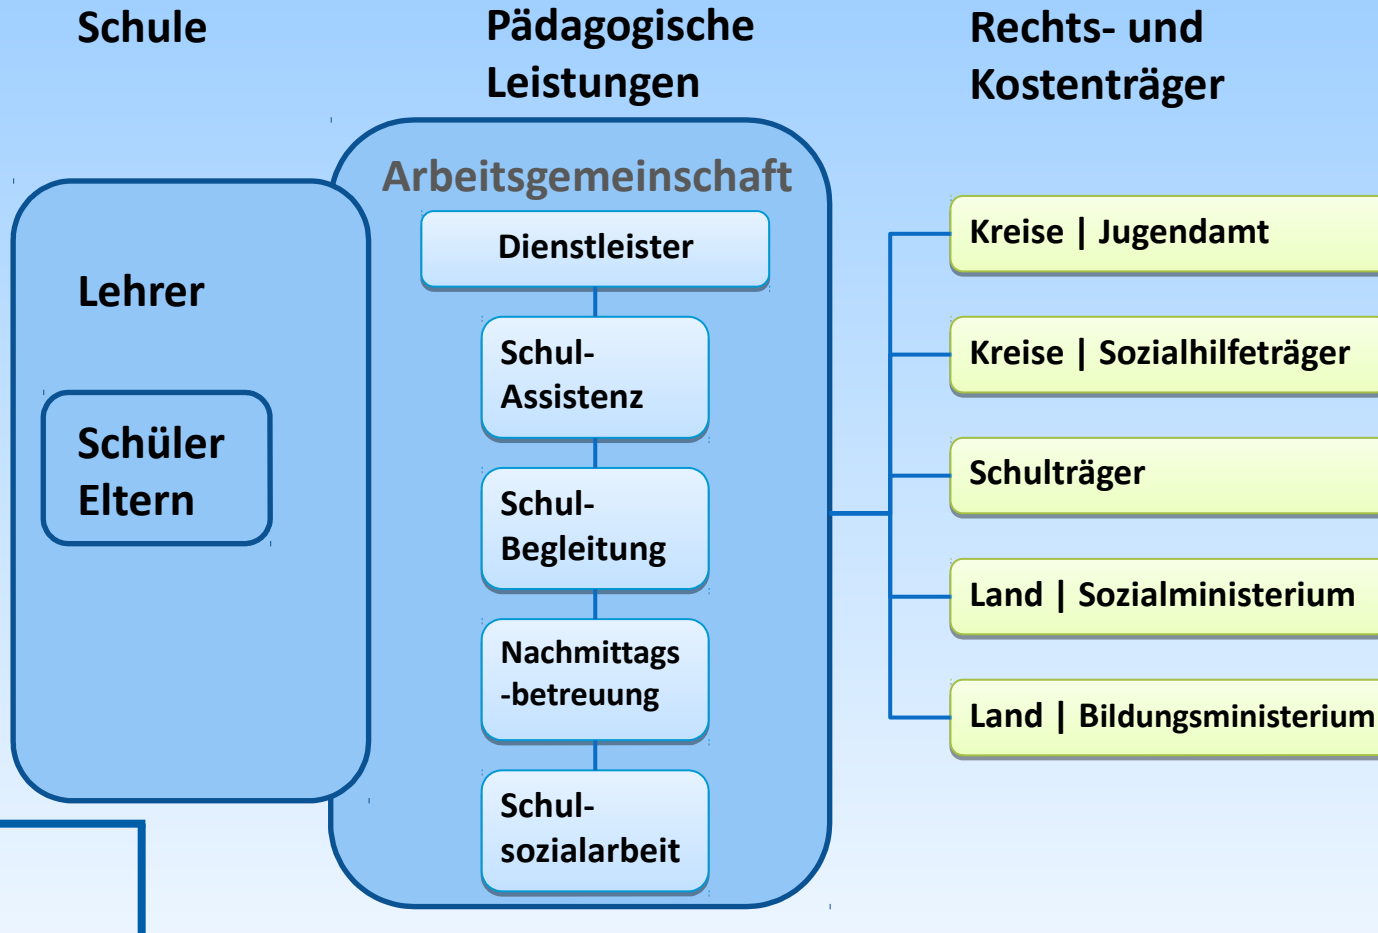 Schule
Pädagogische
Leistungen
Rechts- und
Kostenträger
Lehrer
Schüler
Eltern
Arbeitsgemeinschaft
Dienstleister
Schul-
Assistenz
Schul-
Begleitung
Nachmittags
-betreuung
Schul-
sozialarbeit
Kreise | Jugendamt
Kreise | Sozialhilfeträger
Schulträger
Land | Sozialministerium
Land | Bildungsministerium